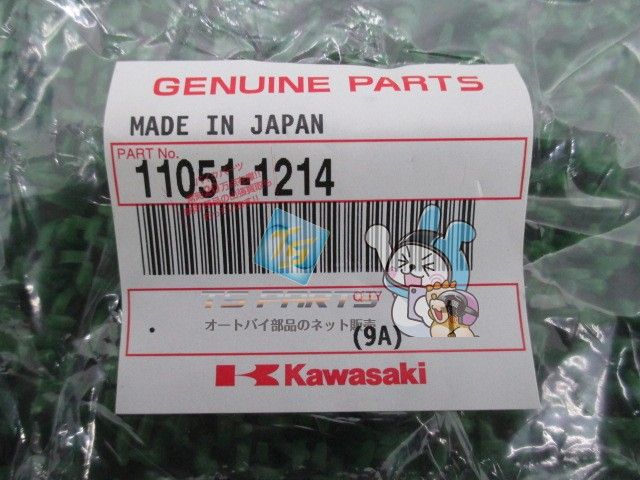 GENUINE PARTS
MADE IN JAPAN
PART No.
11051-1214
TS PARTS CITY
オートバイ部品のネット販売
(9A)
Kawasaki